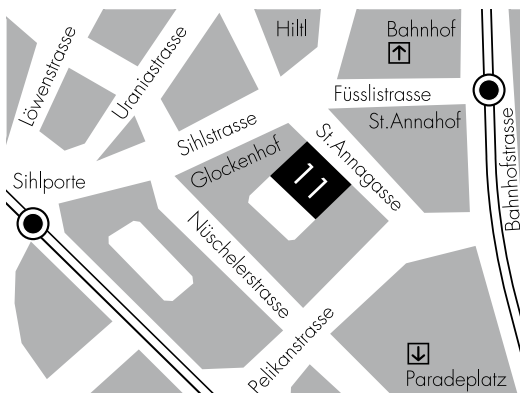 Hiltl
Bahnhof
Löwenstrasse
Uraniastrasse
Füsslistrasse
Sihlstrasse
St.Annahof
St.Annagasse
Glockenhof
11
Sihlporte
Bahnhofstrasse
Nüschelerstrasse
Pelikanstrasse
Paradeplatz